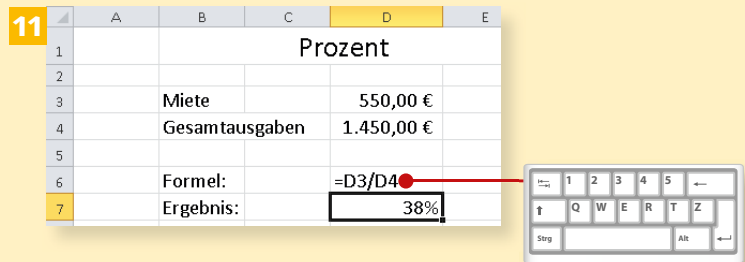 11
A B C D E
1 Prozent
2
3 Miete 550,00 €
4 Gesamtausgaben 1.450,00 €
5
6 Formel: =D3/D4
7 Ergebnis: 38%
1 2 3 4 5
Q W E R T Z
Strg Alt